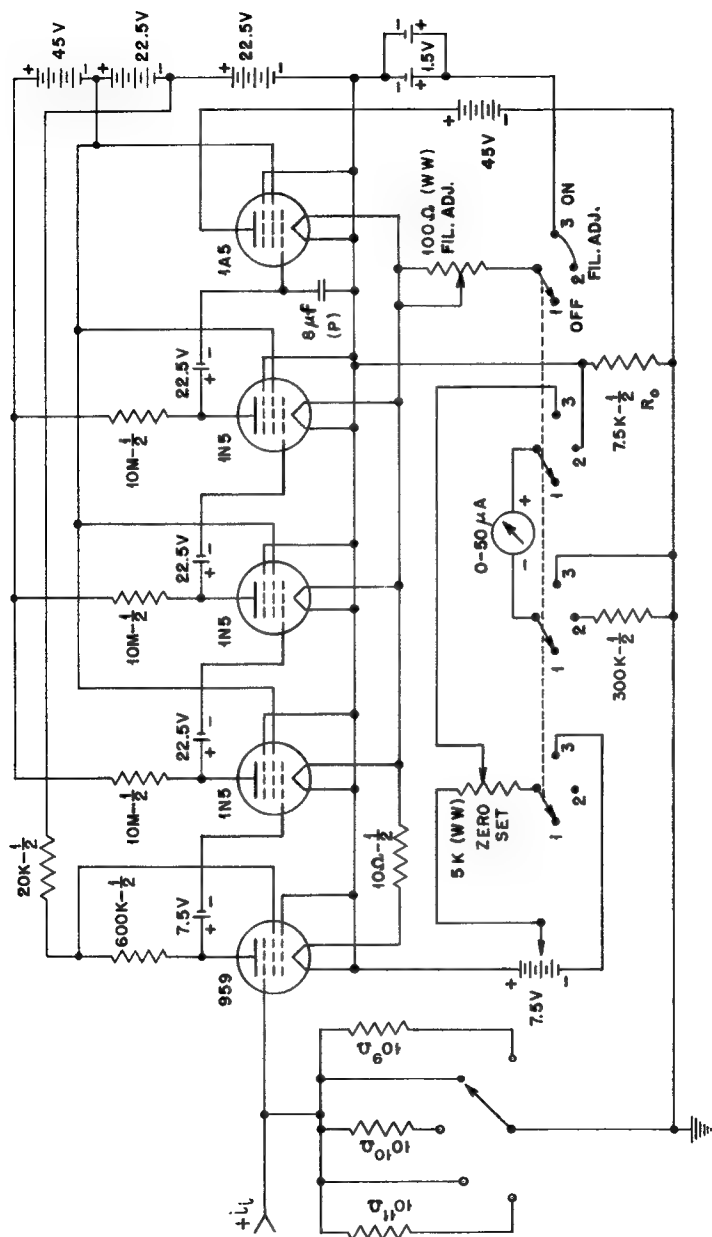 45V
+
-
22.5V
+
-
22.5V
+
-
20K-½
600K-½
10M-½
10M-½
10M-½
7.5V
+ -
22.5V
+ -
22.5V
+ -
22.5V
+ -
959
1N5
1N5
1N5
1A5
8μf
(P)
10Ω-½
100Ω (WW)
FIL. ADJ.
-
+
-
+
1.5V
45V
+
-
+i_i
10¹¹Ω
10¹⁰Ω
10⁹Ω
7.5V
+
-
5K (WW)
ZERO
SET
1
2
3
300K-½
1
2
3
0-50μA
- +
1
2
3
7.5K-½
R₀
OFF
1
2
FIL. ADJ.
3
ON